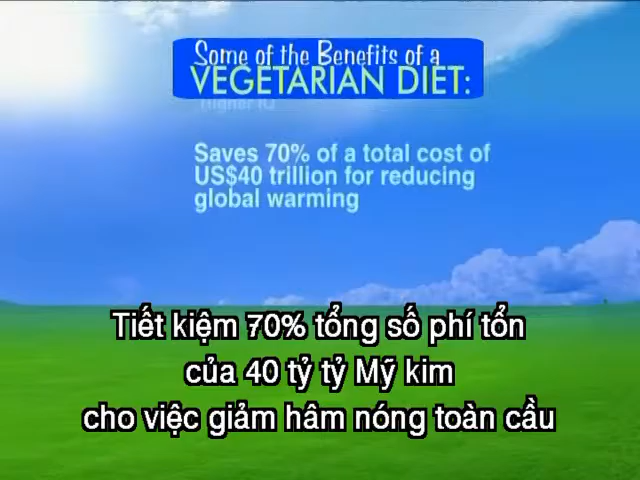 Some of the Benefits of a
VEGETARIAN DIET:
Higher IQ
Saves 70% of a total cost of
US$40 trillion for reducing
global warming
Tiết kiệm 70% tổng số phí tổn
của 40 tỷ tỷ Mỹ kim
cho việc giảm hâm nóng toàn cầu